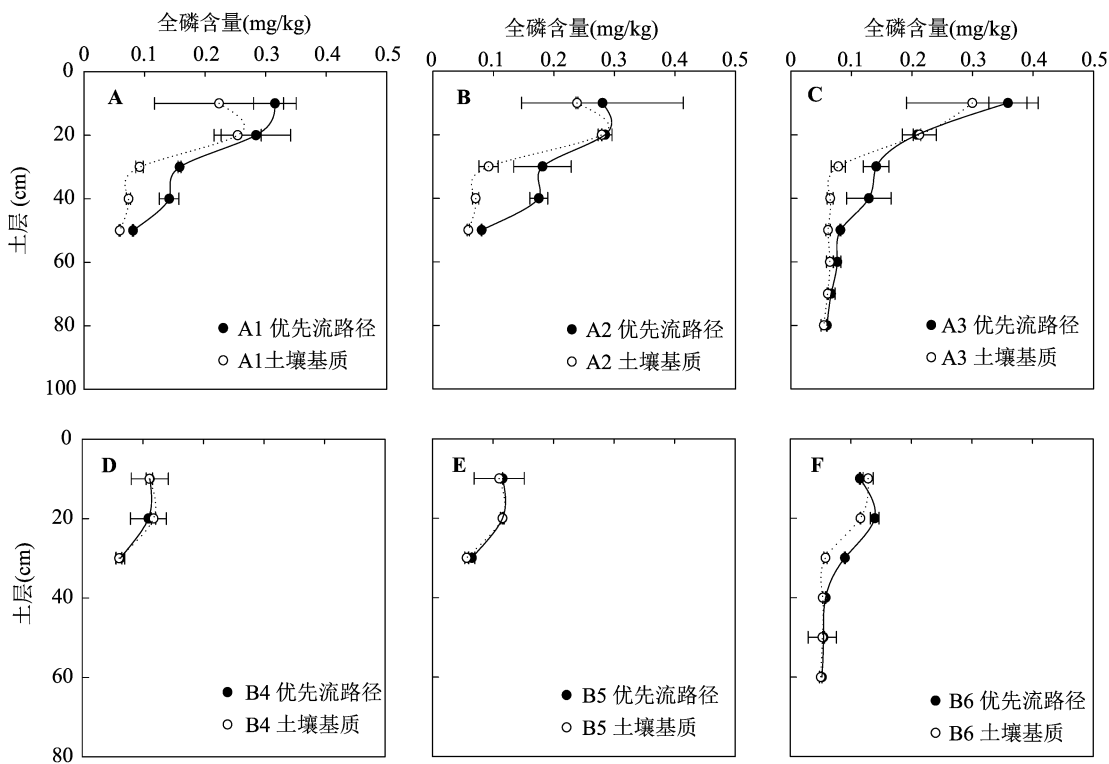 全磷含量(mg/kg)
全磷含量(mg/kg)
全磷含量(mg/kg)
0 0.1 0.2 0.3 0.5
0 0.1 0.2 0.3 0.5
0 0.1 0.2 0.3 0.5
0
20
40
60
80
100
土层 (cm)
A
A1 优先流路径
A1土壤基质
B
A2 优先流路径
A2 土壤基质
C
A3 优先流路径
A3 土壤基质
0
20
40
60
80
土层(cm)
D
B4 优先流路径
B4 土壤基质
E
B5 优先流路径
B5 土壤基质
F
B6 优先流路径
B6 土壤基质